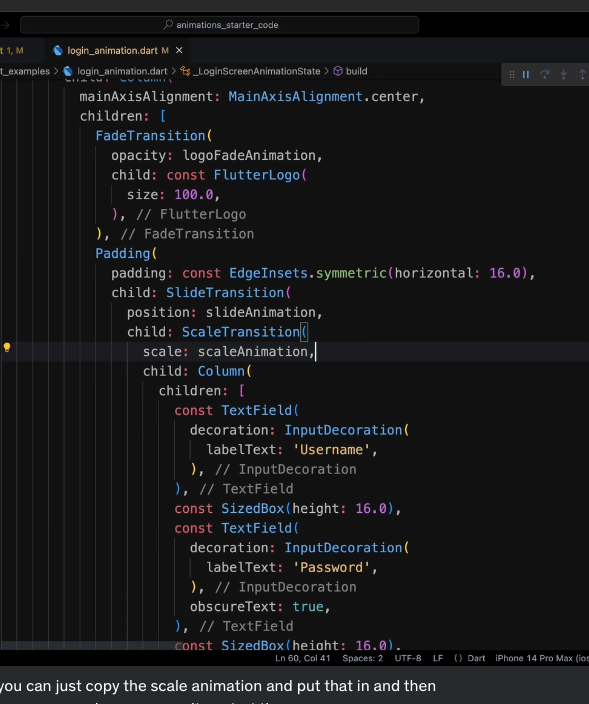 animations_starter_code
t 1, M login_animation.dart M ×
t_examples > login_animation.dart > _LoginScreenAnimationState > build
mainAxisAlignment: MainAxisAlignment.center,
children: [
FadeTransition(
opacity: logoFadeAnimation,
child: const FlutterLogo(
size: 100.0,
), // FlutterLogo
), // FadeTransition
Padding(
padding: const EdgeInsets.symmetric(horizontal: 16.0),
child: SlideTransition(
position: slideAnimation,
child: ScaleTransition(
scale: scaleAnimation,
child: Column(
children: [
const TextField(
decoration: InputDecoration(
labelText: 'Username',
), // InputDecoration
), // TextField
const SizedBox(height: 16.0),
const TextField(
decoration: InputDecoration(
labelText: 'Password',
), // InputDecoration
obscureText: true,
), // TextField
const SizedBox(height: 16.0),
Ln 60, Col 41 Spaces: 2 UTF-8 LF {} Dart iPhone 14 Pro Max (ios
you can just copy the scale animation and put that in and then